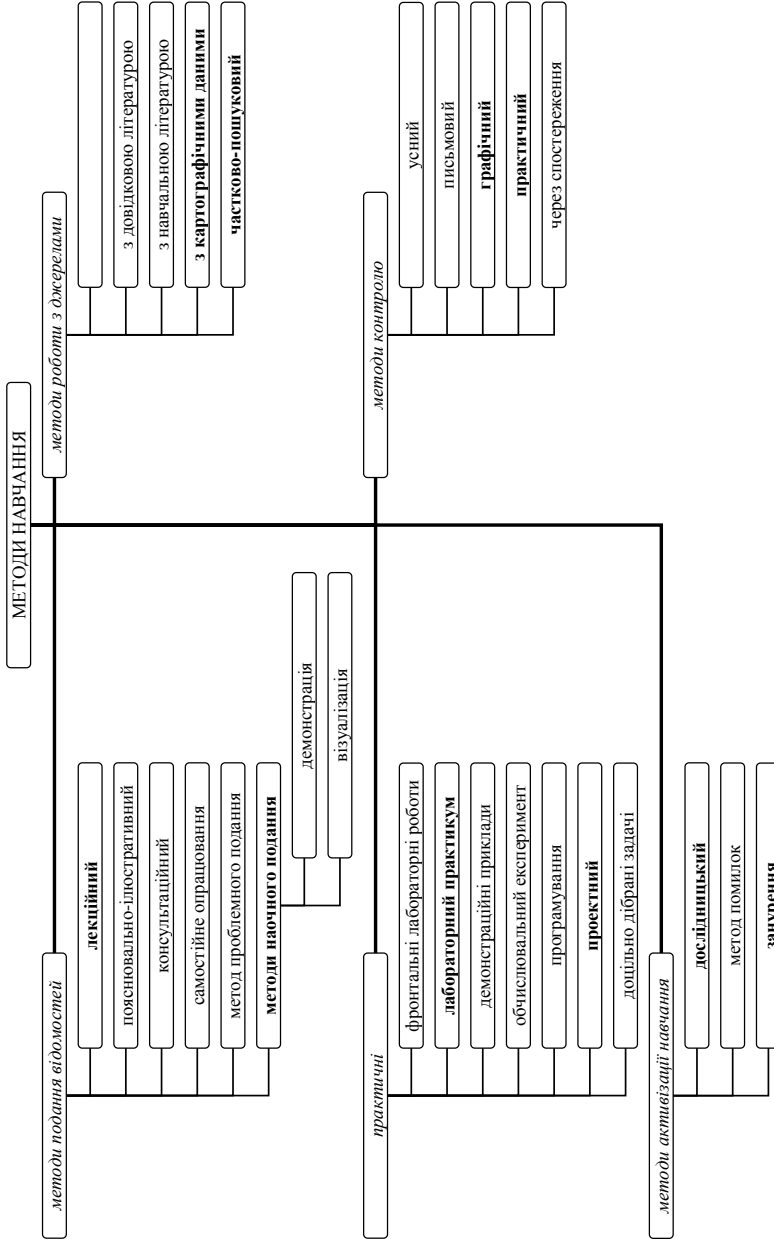 МЕТОДИ НАВЧАННЯ
методи подання відомостей
лекційний
пояснювально-ілюстративний
консультаційний
самостійне опрацювання
метод проблемного подання
методи наочного подання
демонстрація
візуалізація
методи роботи з джерелами
з довідковою літературою
з навчальною літературою
з картографічними даними
частково-пошуковий
практичні
фронтальні лабораторні роботи
лабораторний практикум
демонстраційні приклади
обчислювальний експеримент
програмування
проектний
доцільно дібрані задачі
методи контролю
усний
письмовий
графічний
практичний
через спостереження
методи активізації навчання
дослідницький
метод помилок
занурення